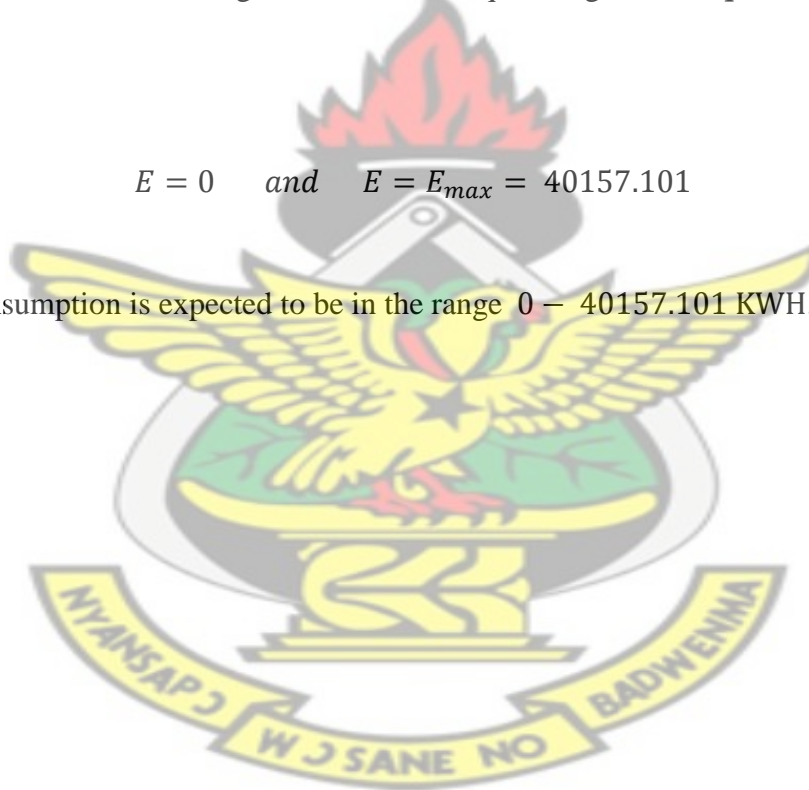 E = 0 and E = E_max = 40157.101
sumption is expected to be in the range 0 − 40157.101 KWH
NYANSAPƆ
WƆSANE NO
BADWENMA